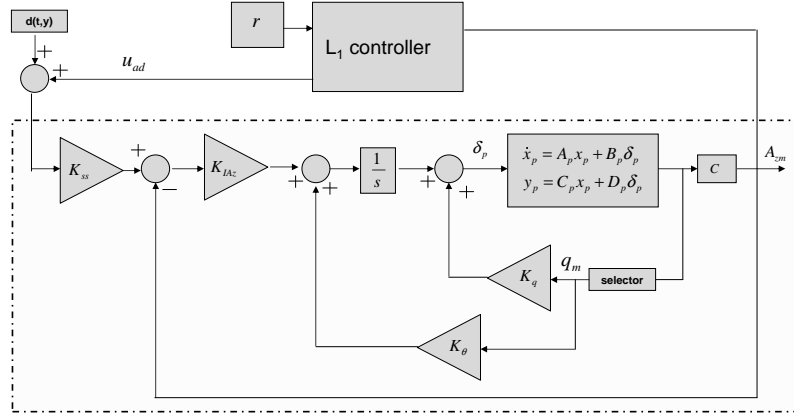 d(t,y)
r
L₁ controller
+
+
u_ad
K_ss
+
−
K_IAz
+
+
1/s
+
+
δ_p
ẋ_p = A_p x_p + B_p δ_p
y_p = C_p x_p + D_p δ_p
C
A_zm
K_q
q_m
selector
K_θ